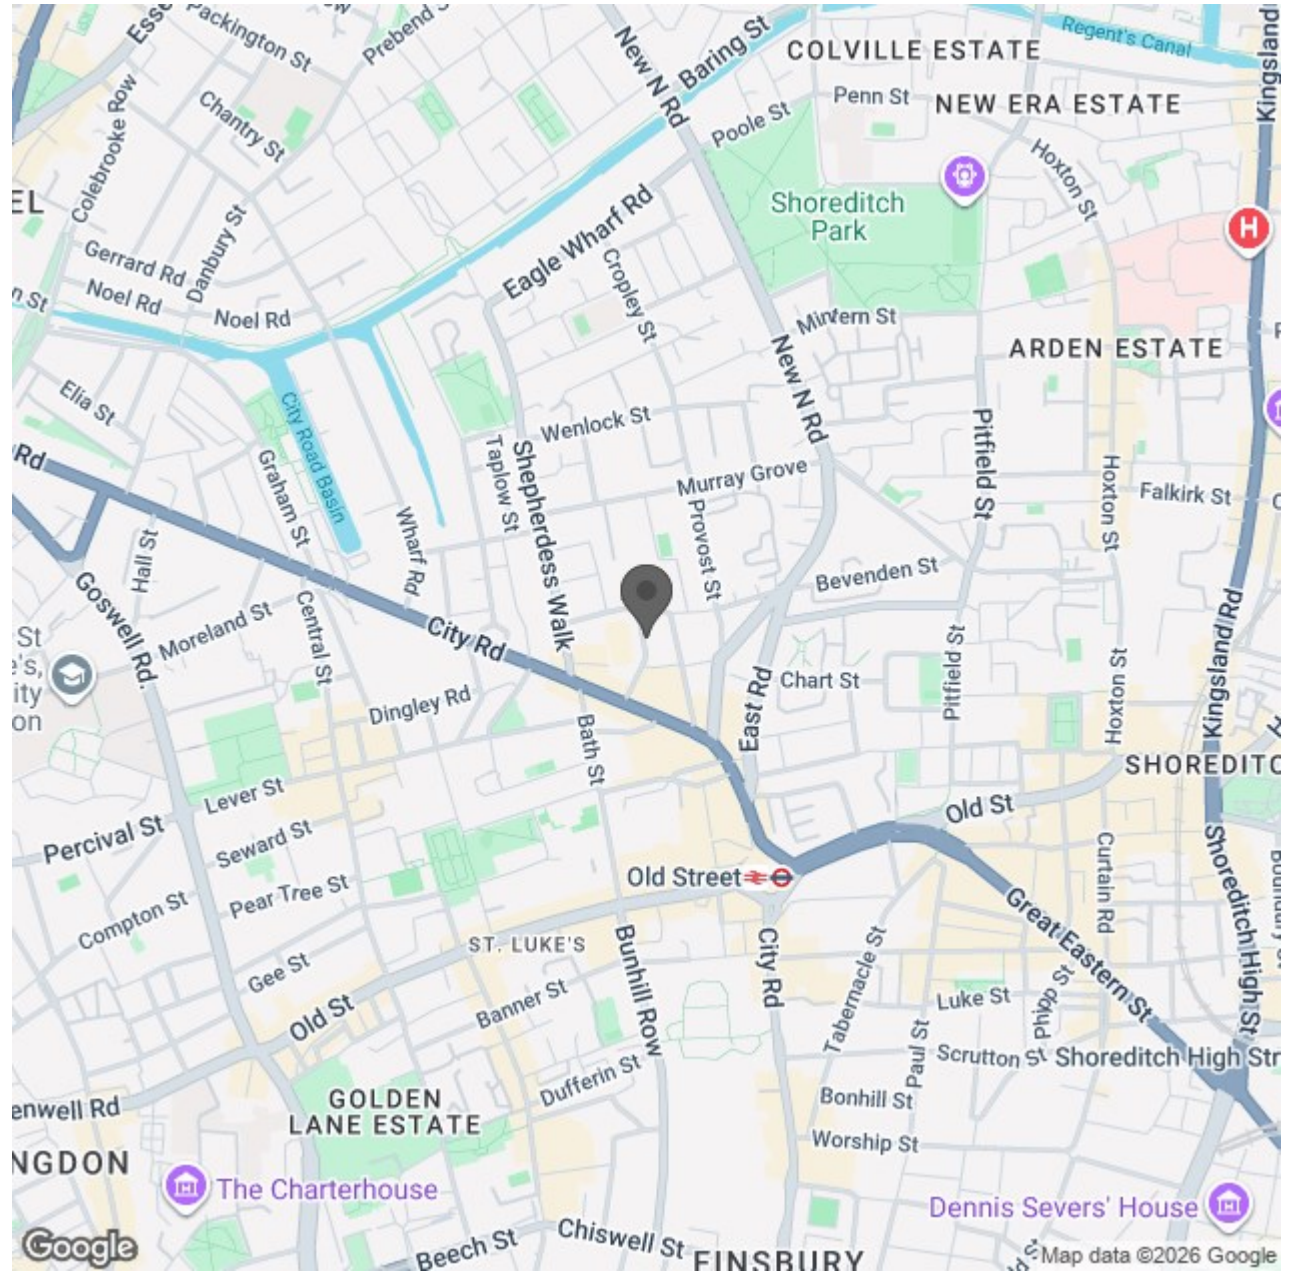 Esse
Packington St
Prebend S
New N Rd
Baring St
COLVILLE ESTATE
Regent's Canal
Kingsland
Penn St
NEW ERA ESTATE
Poole St
Colebrooke Row
Chantry St
Hoxton St
EL
Shoreditch
Park
H
Eagle Wharf Rd
Danbury St
Gerrard Rd
Cropley St
Noel Rd
Noel Rd
n St
Minfern St
ARDEN ESTATE
New N Rd
Elia St
City Road Basin
Wenlock St
Pitfield St
Rd
Graham St
Taplow St
Shepherdess Walk
Murray Grove
Hoxton St
Falkirk St
Wharf Rd
Provost St
Hall St
Bevenden St
Goswell Rd.
Moreland St
Central St
City Rd
Kingsland Rd
St
e's,
ity
on
Pitfield St
Hoxton St
Chart St
East Rd
Dingley Rd
Bath St
SHOREDITC
Lever St
Old St
Percival St
Seward St
Curtain Rd
Shoreditch High St
Old Street
Pear Tree St
Compton St
Great Eastern St
ST. LUKE'S
Bunhill Row
City Rd
Tabernacle St
Gee St
Banner St
Luke St
Phipp St
Old St
Paul St
Scrutton St
Shoreditch High Str
Dufferin St
GOLDEN
LANE ESTATE
enwell Rd
Bonhill St
Worship St
NGDON
The Charterhouse
Dennis Severs' House
Chiswell St
Beech St
FINSBURY
Google
Map data ©2026 Google